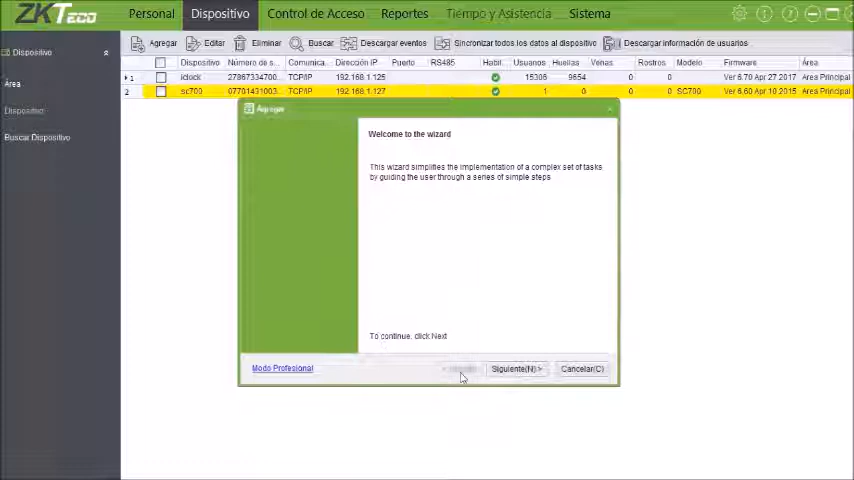 ZKTeco Personal Dispositivo Control de Acceso Reportes Tiempo y Asistencia Sistema
Agregar Editar Eliminar Buscar Descargar eventos Sincronizar todos los datos al dispositivo Descargar información de usuarios
Dispositivo
Área
Dispositivo
Buscar Dispositivo
Dispositivo Número de s... Comunica... Dirección IP Puerto RS485 Habil... Usuarios Huellas Venas Rostros Modelo Firmware Área
1 iclock 27867334700... TCP/IP 192.168.1.125 15306 9654 0 0 Ver 6.70 Apr 27 2017 Area Principal
2 sc700 07701431003... TCP/IP 192.168.1.127 1 0 0 0 SC700 Ver 6.60 Apr 10 2015 Area Principal
Agregar
Welcome to the wizard
This wizard simplifies the implementation of a complex set of tasks
by guiding the user through a series of simple steps
To continue, click Next
Modo Profesional Siguiente(N)> Cancelar(C)